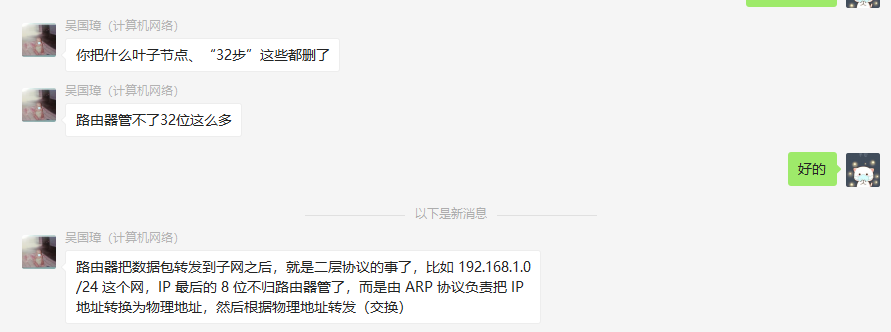 吴国璋（计算机网络）
你把什么叶子节点、“32步”这些都删了
吴国璋（计算机网络）
路由器管不了32位这么多
好的
以下是新消息
吴国璋（计算机网络）
路由器把数据包转发到子网之后，就是二层协议的事了，比如 192.168.1.0
/24 这个网，IP 最后的 8 位不归路由器管了，而是由 ARP 协议负责把 IP
地址转换为物理地址，然后根据物理地址转发（交换）